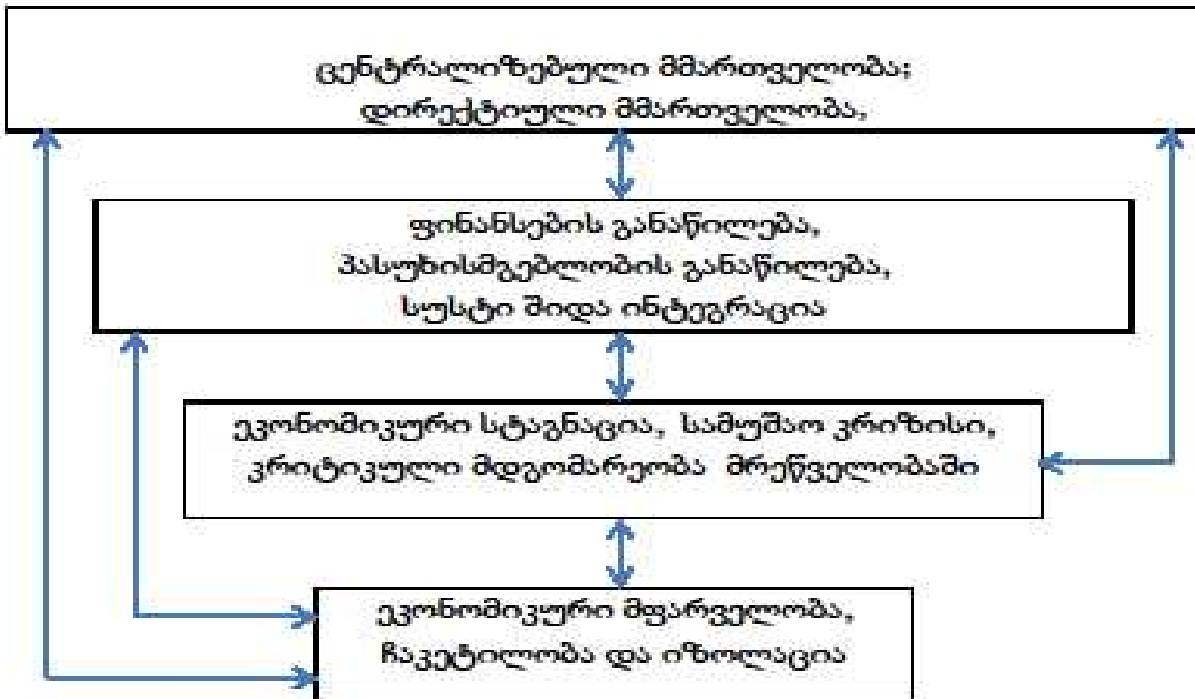 ცენტრალიზებული მმართველობა;
დირექტიული მმართველობა,
ფინანსების განაწილება,
პასუხისმგებლობის განაწილება,
სუსტი შიდა ინტეგრაცია
ეკონომიკური სტაგნაცია, სამუშაო კრიზისი,
კრიტიკული მდგომარეობა მრეწველობაში
ეკონომიკური მფარველობა,
ჩაკეტილობა და იზოლაცია